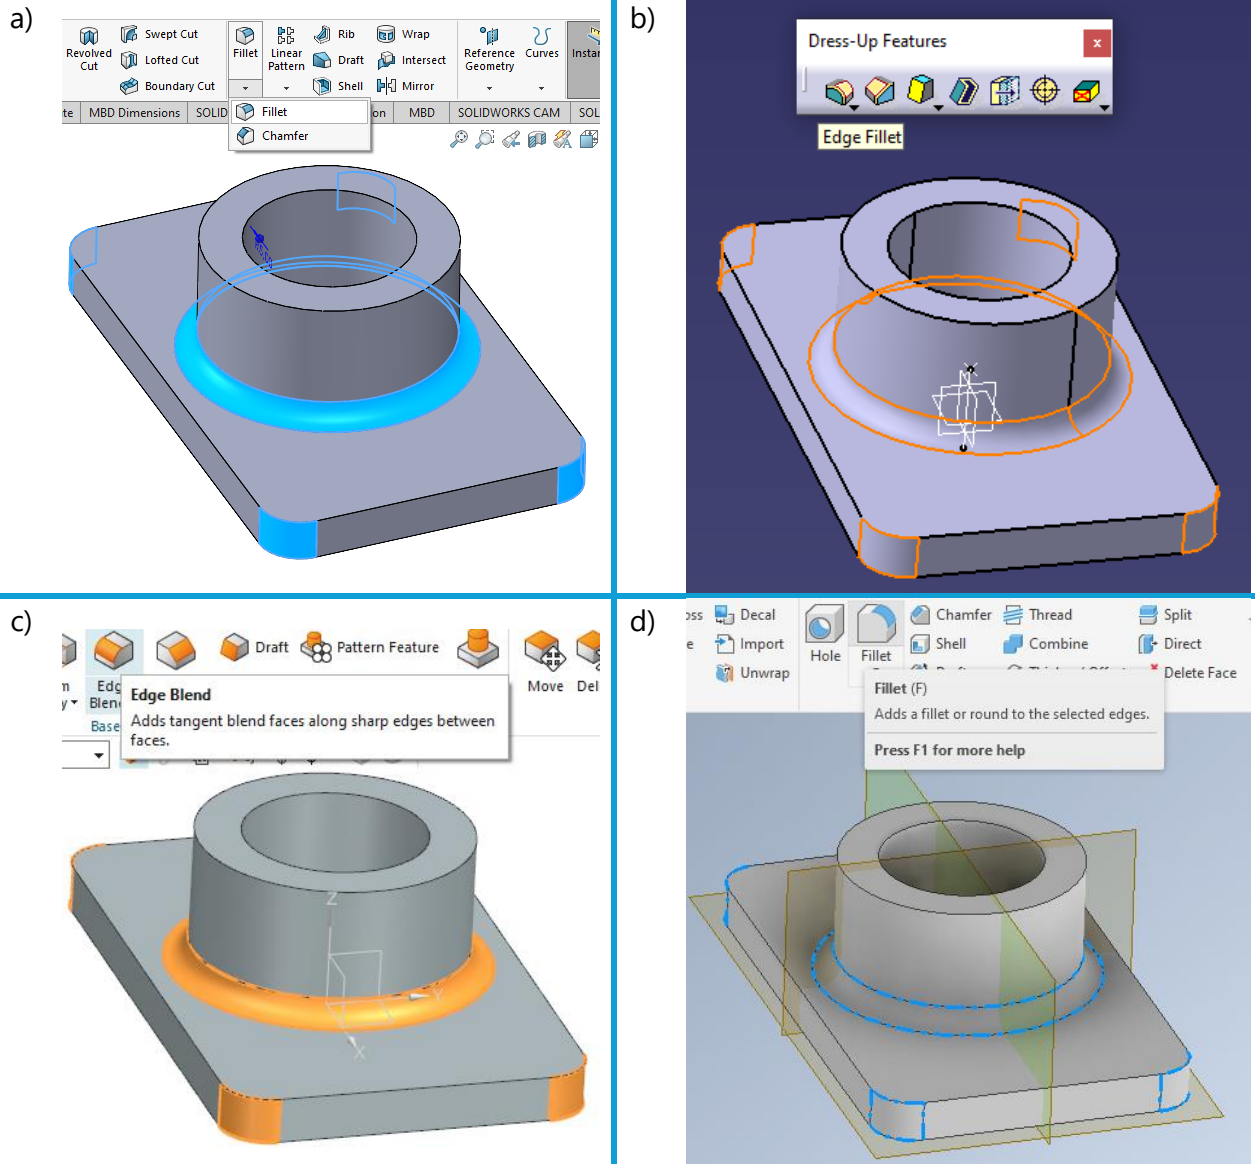 a)
Revolved Cut
Swept Cut
Lofted Cut
Boundary Cut
Fillet
Linear Pattern
Rib
Draft
Shell
Wrap
Intersect
Mirror
Reference Geometry
Curves
Instan
te
MBD Dimensions
SOLID
on
MBD
SOLIDWORKS CAM
SOL
Fillet
Chamfer
b)
Dress-Up Features
x
Edge Fillet
c)
Draft
Pattern Feature
Move
Del
m
y
Edg
Blen
Base
Edge Blend
Adds tangent blend faces along sharp edges between
faces.
Z
Y
X
d)
oss
Decal
e
Import
Unwrap
Hole
Fillet
Chamfer
Shell
Thread
Combine
Split
Direct
Delete Face
Fillet (F)
Adds a fillet or round to the selected edges.
Press F1 for more help